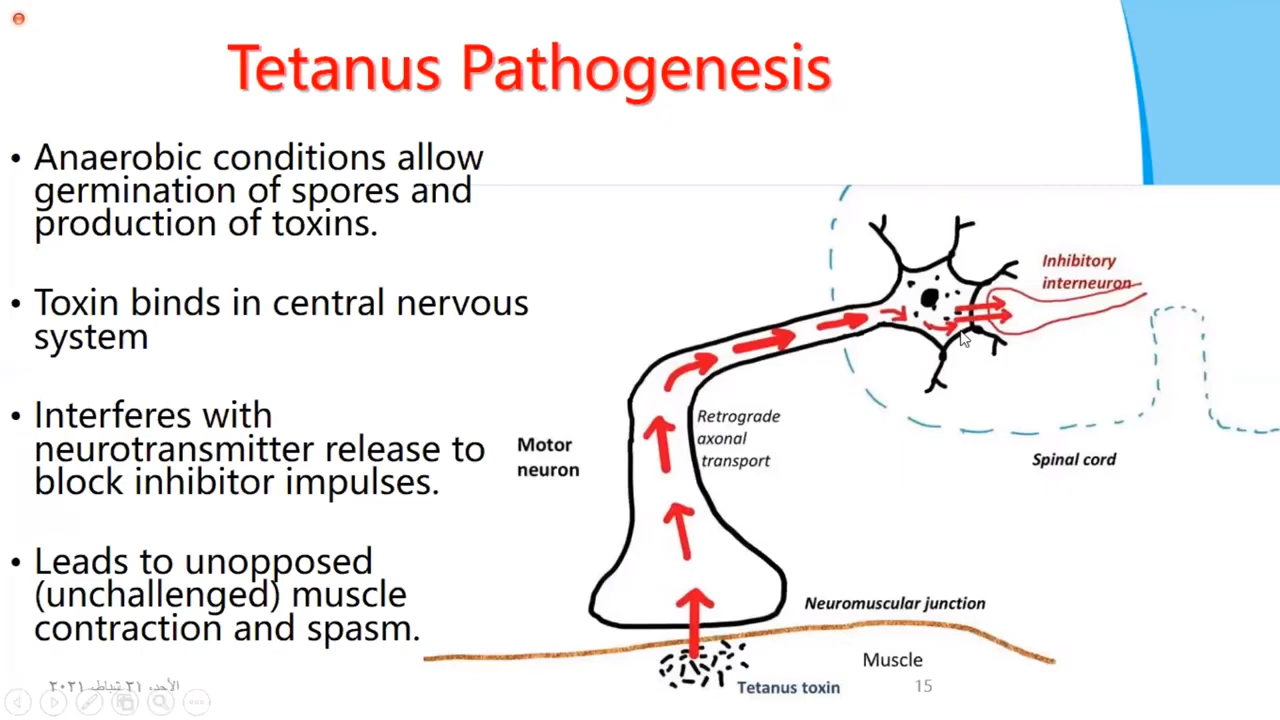 Tetanus Pathogenesis
• Anaerobic conditions allow
germination of spores and
production of toxins.
• Toxin binds in central nervous
system
• Interferes with
neurotransmitter release to
block inhibitor impulses.
• Leads to unopposed
(unchallenged) muscle
contraction and spasm.
Inhibitory
interneuron
Retrograde
axonal
transport
Motor
neuron
Spinal cord
Neuromuscular junction
Muscle
Tetanus toxin
15
الأحد، ٢١ شباط، ٢٠٢١